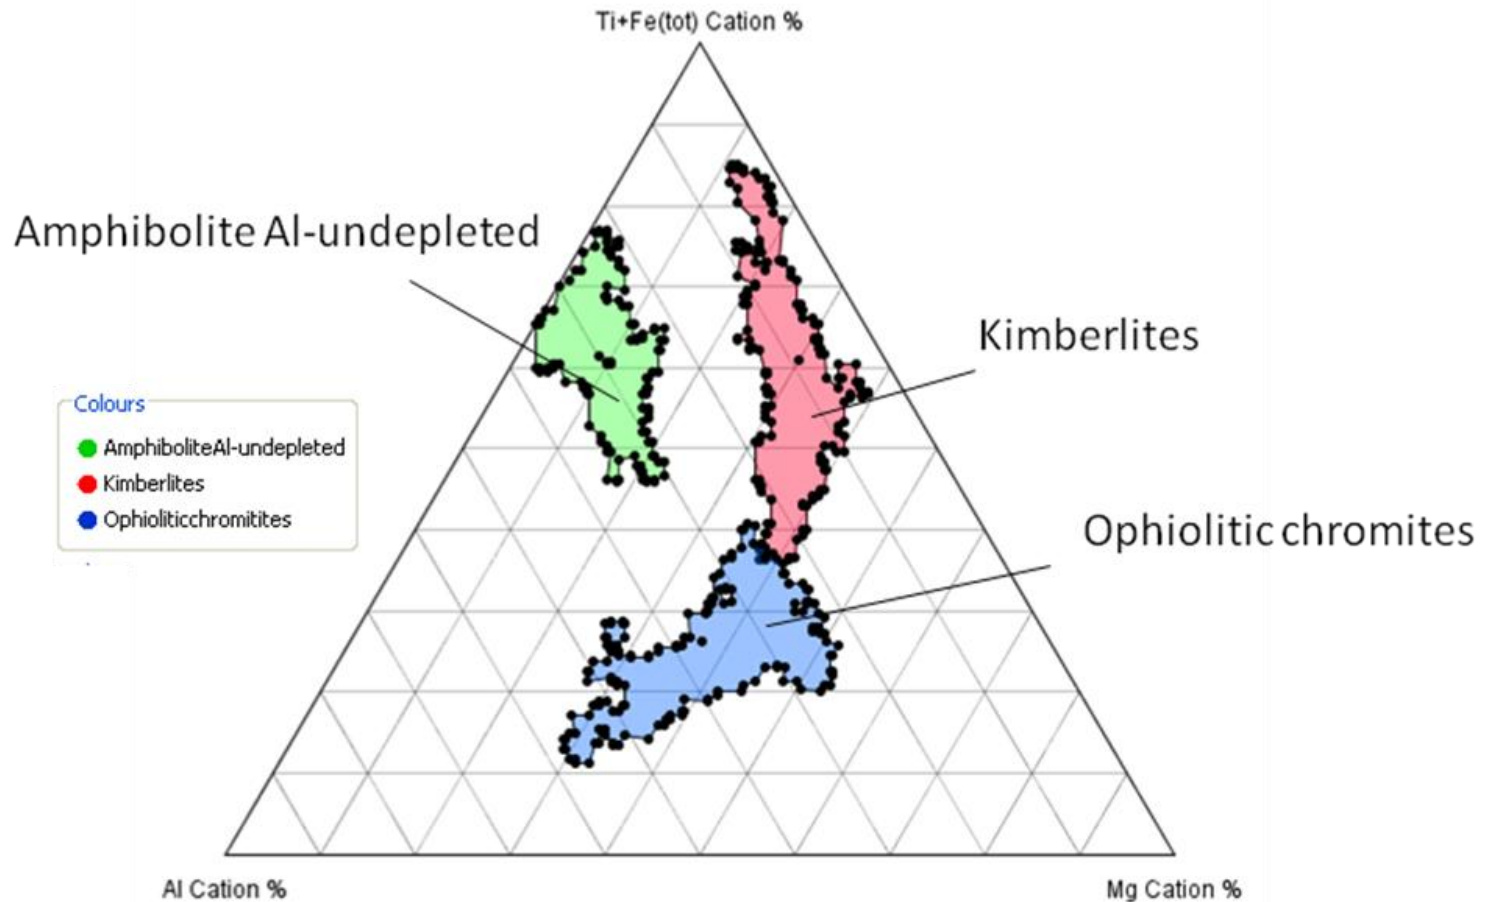 Ti+Fe(tot) Cation %
Amphibolite Al-undepleted
Kimberlites
Colours
AmphiboliteAl-undepleted
Kimberlites
Ophioliticchromitites
Ophiolitic chromites
Al Cation %
Mg Cation %